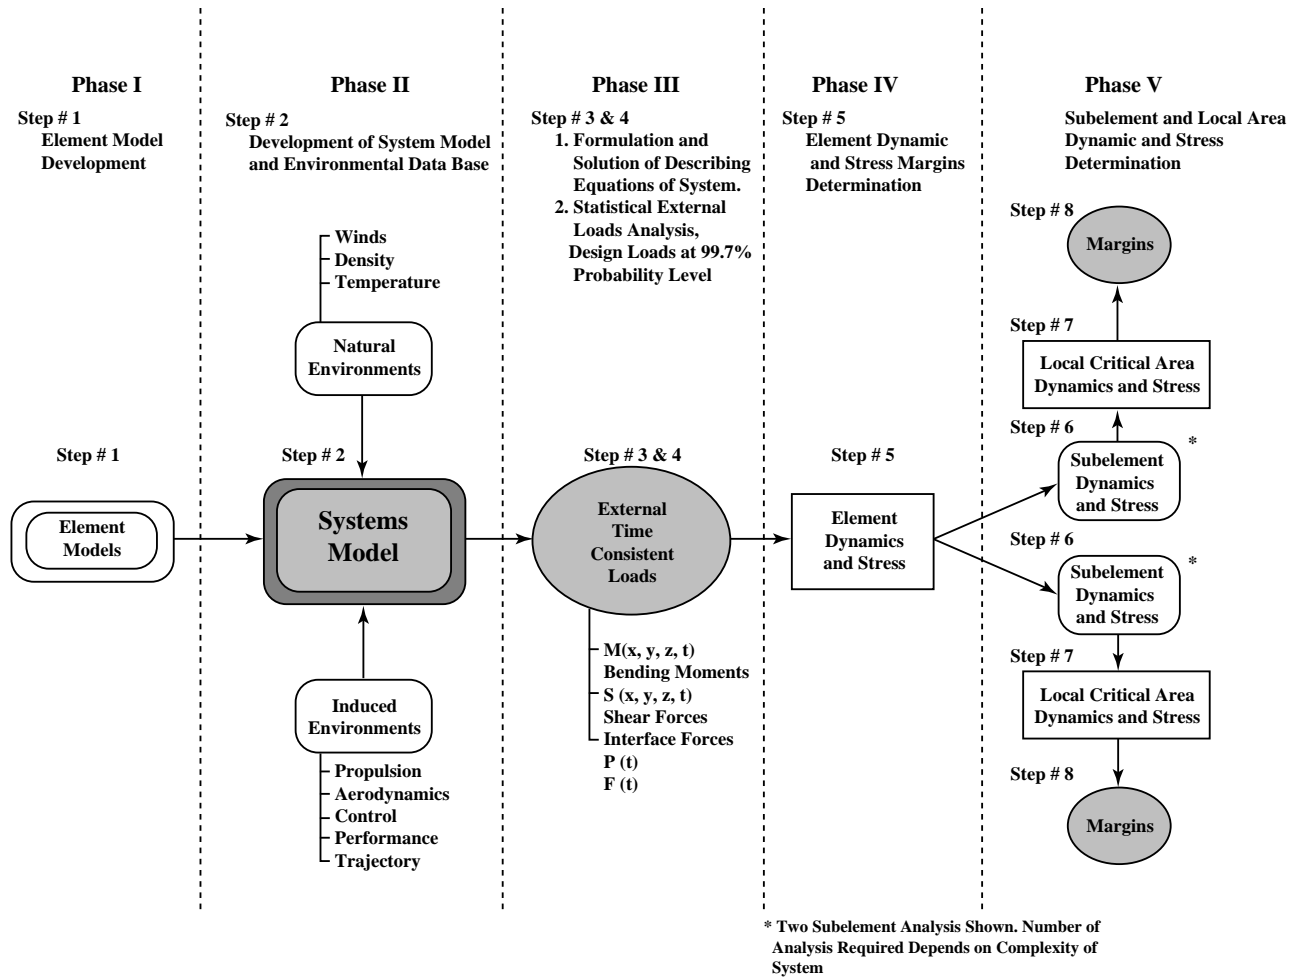 Phase I
Step # 1
Element Model
Development
Step # 1
Element
Models
Phase II
Step # 2
Development of System Model
and Environmental Data Base
Winds
Density
Temperature
Natural
Environments
Step # 2
Systems
Model
Induced
Environments
Propulsion
Aerodynamics
Control
Performance
Trajectory
Phase III
Step # 3 & 4
1. Formulation and
Solution of Describing
Equations of System.
2. Statistical External
Loads Analysis,
Design Loads at 99.7%
Probability Level
Step # 3 & 4
External
Time
Consistent
Loads
M(x, y, z, t)
Bending Moments
S (x, y, z, t)
Shear Forces
Interface Forces
P (t)
F (t)
Phase IV
Step # 5
Element Dynamic
and Stress Margins
Determination
Step # 5
Element
Dynamics
and Stress
Phase V
Subelement and Local Area
Dynamic and Stress
Determination
Step # 8
Margins
Step # 7
Local Critical Area
Dynamics and Stress
Step # 6
*
Subelement
Dynamics
and Stress
Step # 6
*
Subelement
Dynamics
and Stress
Step # 7
Local Critical Area
Dynamics and Stress
Step # 8
Margins
* Two Subelement Analysis Shown. Number of
Analysis Required Depends on Complexity of
System